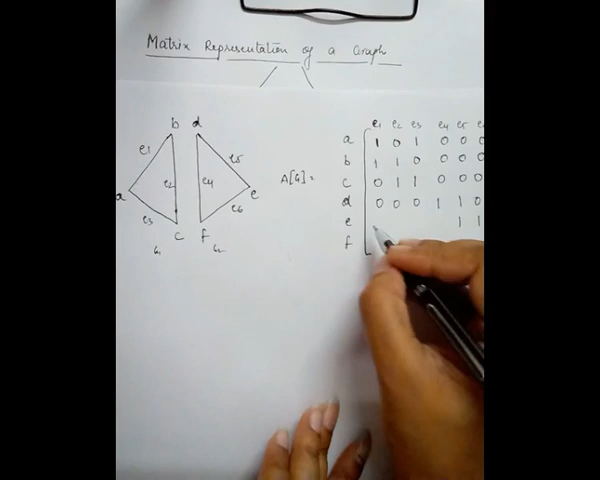 Matrix Representation of a Graph
b d
e1 e2 e4 e5
a e
e3 e6
c f
G1 G2
A[G] =
e1 e2 e3 e4 e5
a 1 0 1 0 0 0
b 1 1 0 0 0 0
c 0 1 1 0 0 0
d 0 0 0 1 1 0
e 1 1
f